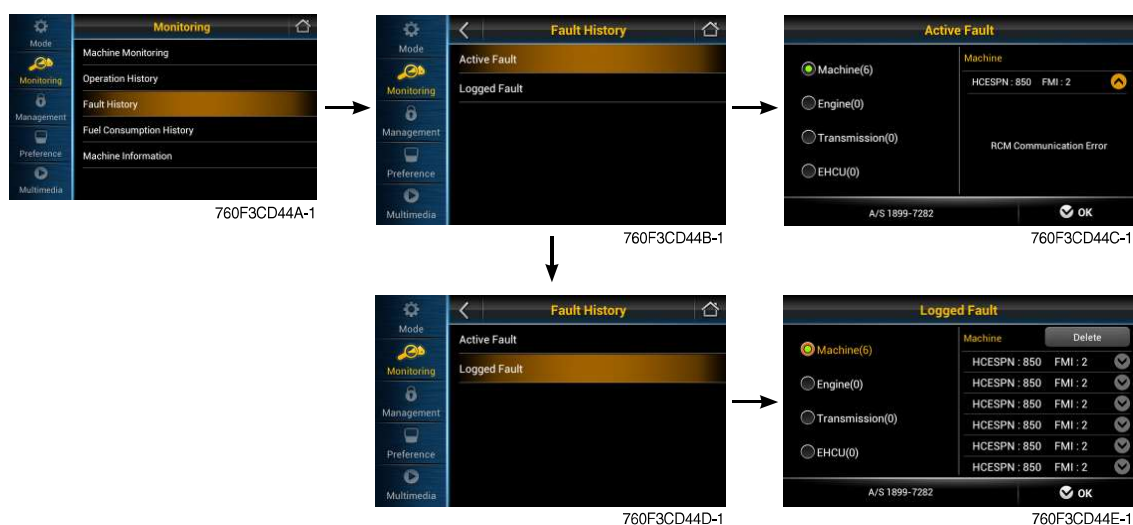 Monitoring
Mode
Monitoring
Management
Preference
Multimedia
Machine Monitoring
Operation History
Fault History
Fuel Consumption History
Machine Information
760F3CD44A-1
Fault History
Mode
Monitoring
Management
Preference
Multimedia
Active Fault
Logged Fault
760F3CD44B-1
Active Fault
Machine(6)
Engine(0)
Transmission(0)
EHCU(0)
Machine
HCESPN : 850 FMI : 2
RCM Communication Error
A/S 1899-7282
OK
760F3CD44C-1
Fault History
Mode
Monitoring
Management
Preference
Multimedia
Active Fault
Logged Fault
760F3CD44D-1
Logged Fault
Machine(6)
Engine(0)
Transmission(0)
EHCU(0)
Machine
Delete
HCESPN : 850 FMI : 2
HCESPN : 850 FMI : 2
HCESPN : 850 FMI : 2
HCESPN : 850 FMI : 2
HCESPN : 850 FMI : 2
HCESPN : 850 FMI : 2
A/S 1899-7282
OK
760F3CD44E-1